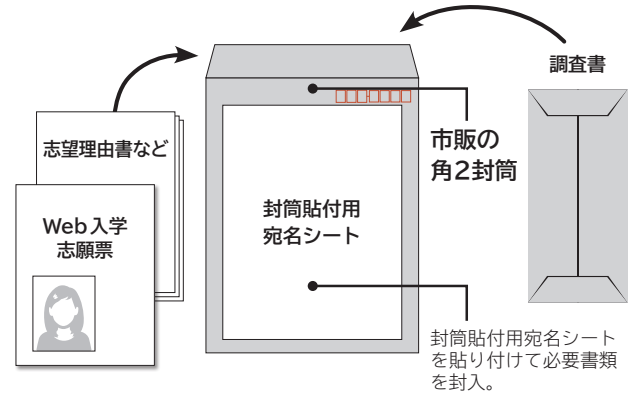 調査書
志望理由書など
市販の
角2封筒
Web入学
志願票
封筒貼付用
宛名シート
封筒貼付用宛名シート
を貼り付けて必要書類
を封入。